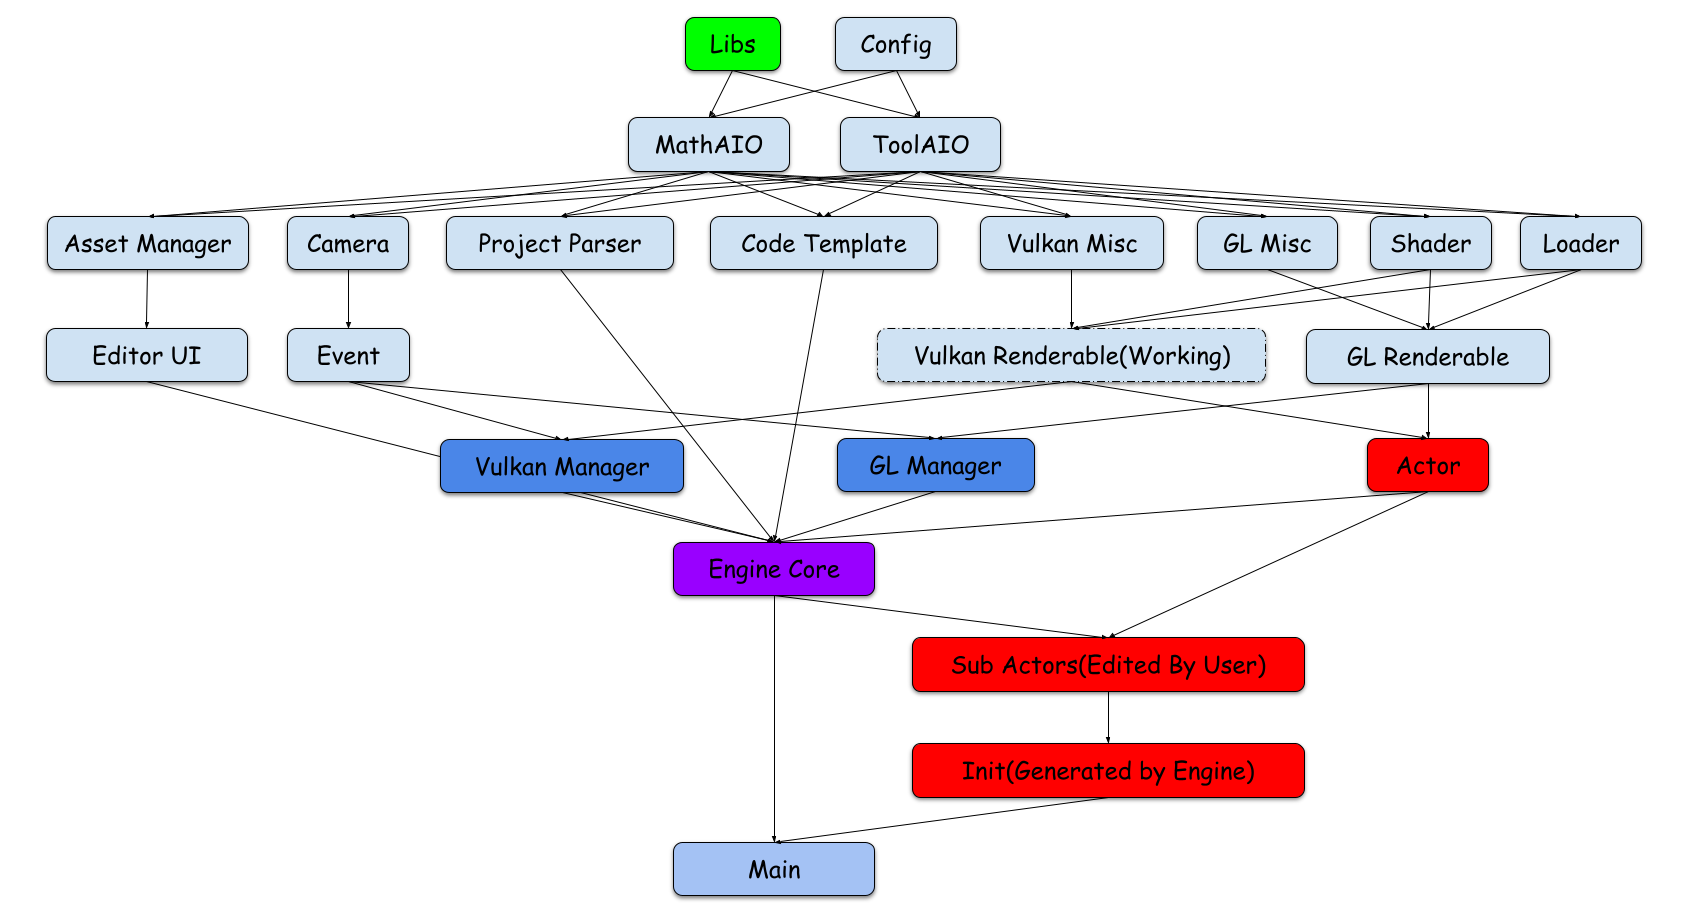 Libs
Config
MathAIO
ToolAIO
Asset Manager
Camera
Project Parser
Code Template
Vulkan Misc
GL Misc
Shader
Loader
Editor UI
Event
Vulkan Renderable(Working)
GL Renderable
Vulkan Manager
GL Manager
Actor
Engine Core
Sub Actors(Edited By User)
Init(Generated by Engine)
Main